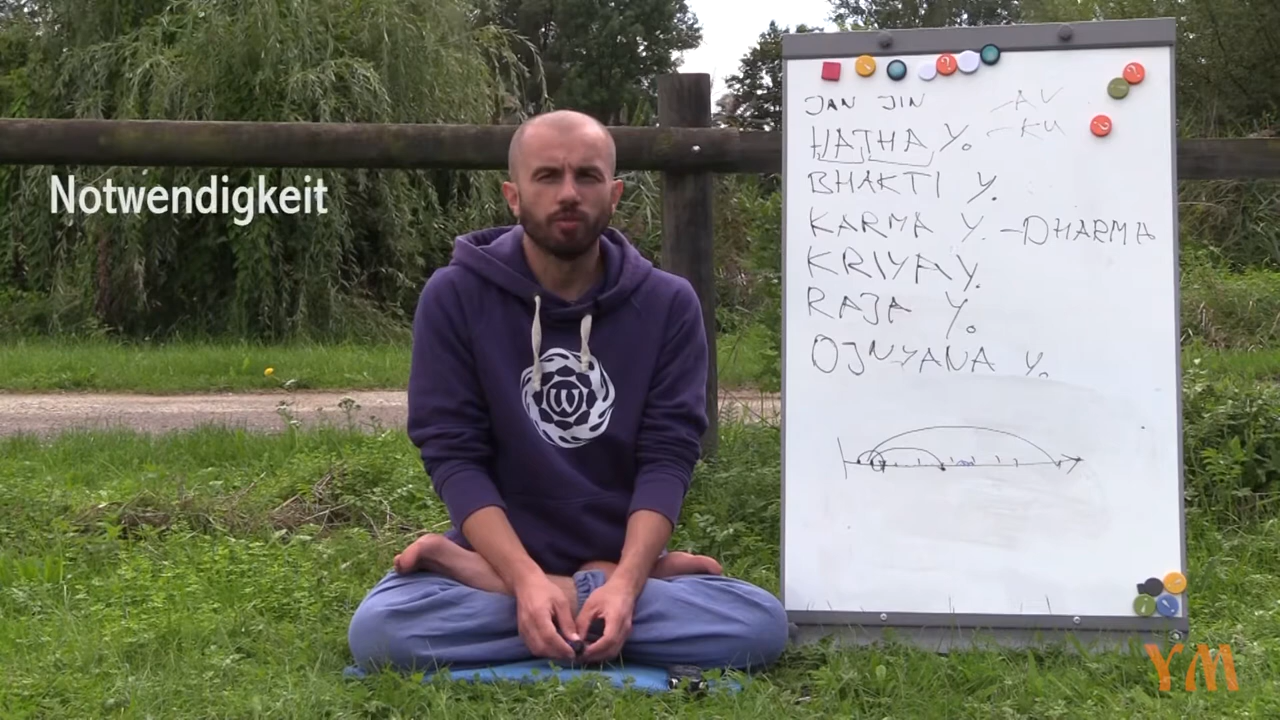 Notwendigkeit
JAN JIN -AV
HATHA Y. -KU
BHAKTI Y.
KARMA Y. -DHARMA
KRIYA Y.
RAJA Y.
OJNYANA Y.
W
YM